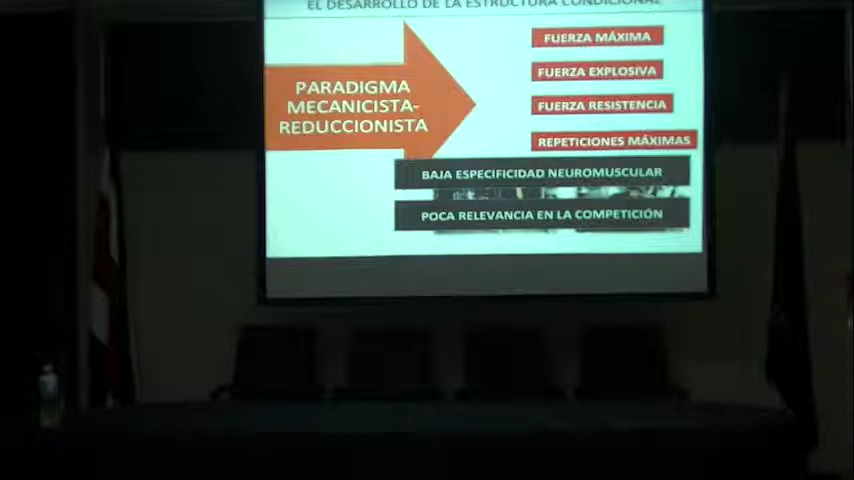 EL DESARROLLO DE LA ESTRUCTURA CONDICIONAL
PARADIGMA
MECANICISTA-
REDUCCIONISTA
FUERZA MÁXIMA
FUERZA EXPLOSIVA
FUERZA RESISTENCIA
REPETICIONES MÁXIMAS
BAJA ESPECIFICIDAD NEUROMUSCULAR
POCA RELEVANCIA EN LA COMPETICIÓN